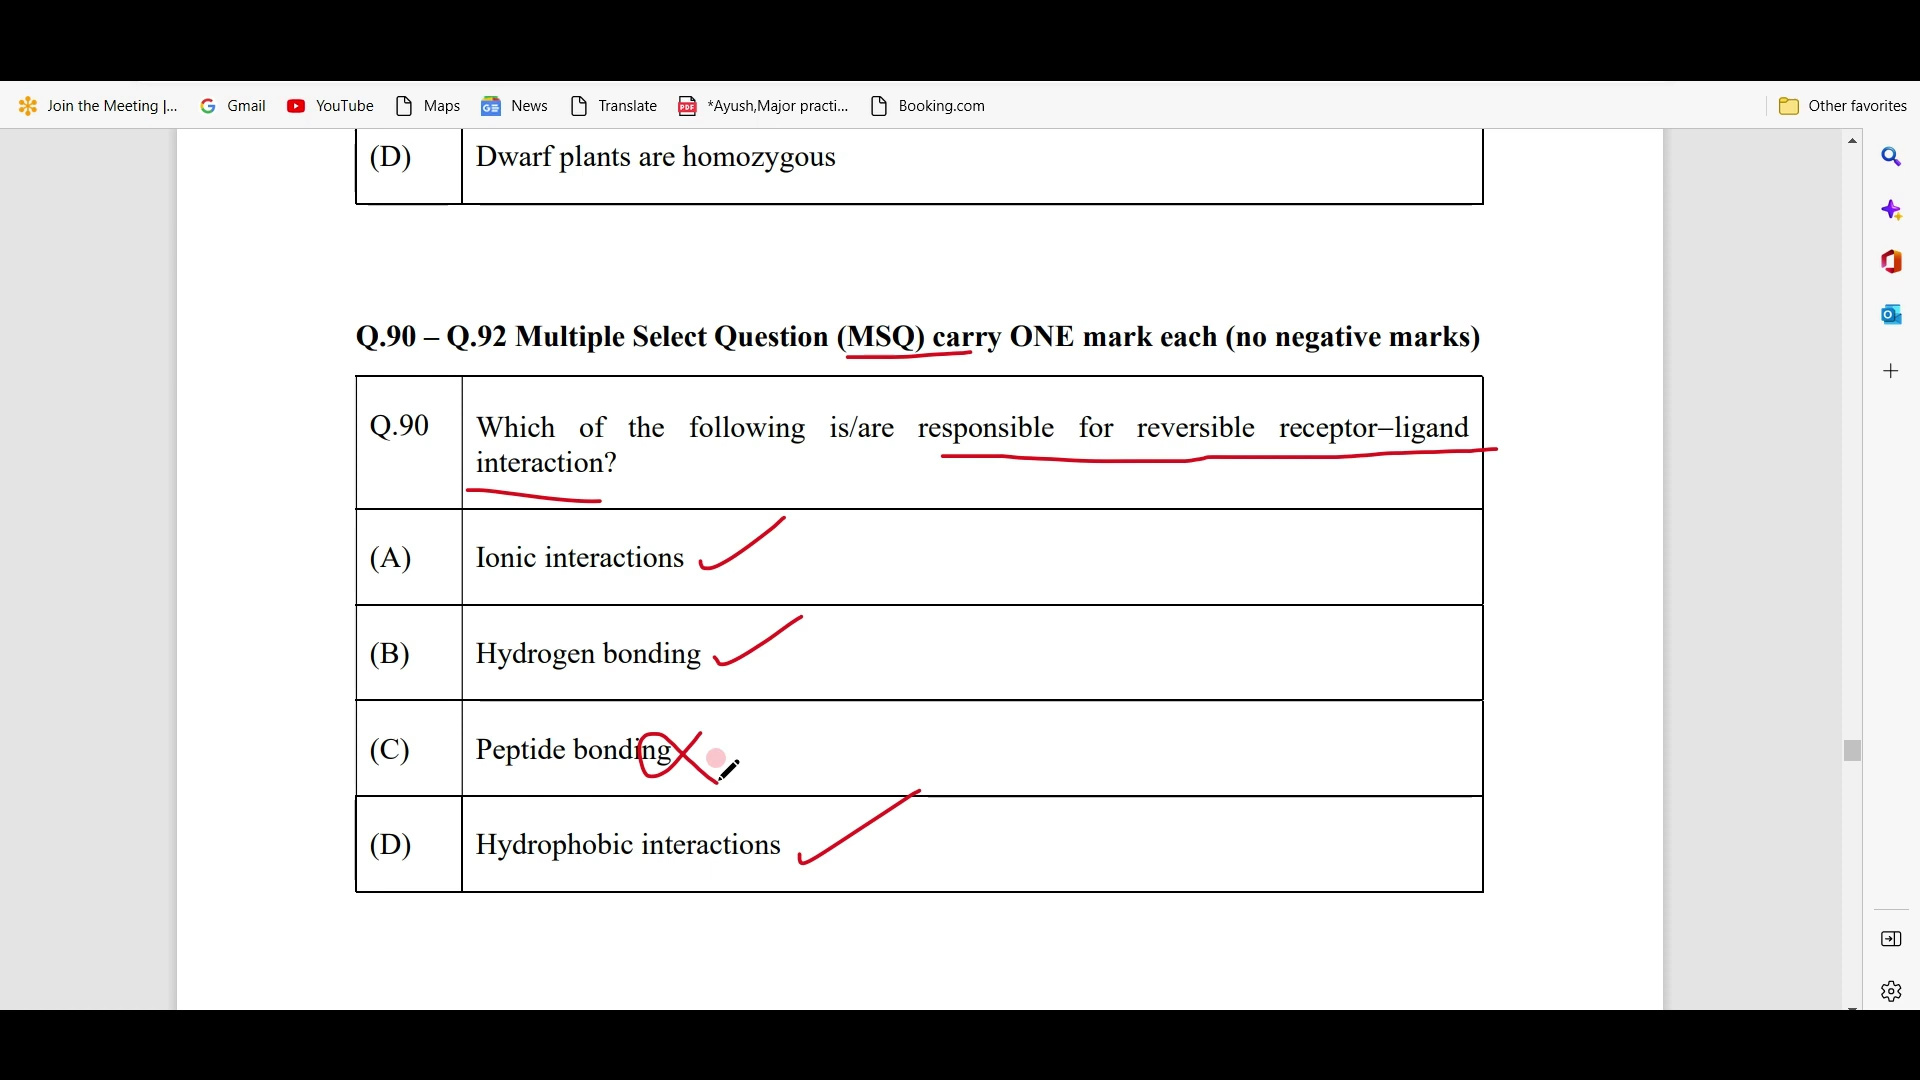 Join the Meeting |... Gmail YouTube Maps News Translate *Ayush,Major practi... Booking.com Other favorites
(D) Dwarf plants are homozygous
Q.90 – Q.92 Multiple Select Question (MSQ) carry ONE mark each (no negative marks)
Q.90 Which of the following is/are responsible for reversible receptor–ligand
interaction?
(A) Ionic interactions
(B) Hydrogen bonding
(C) Peptide bonding
(D) Hydrophobic interactions